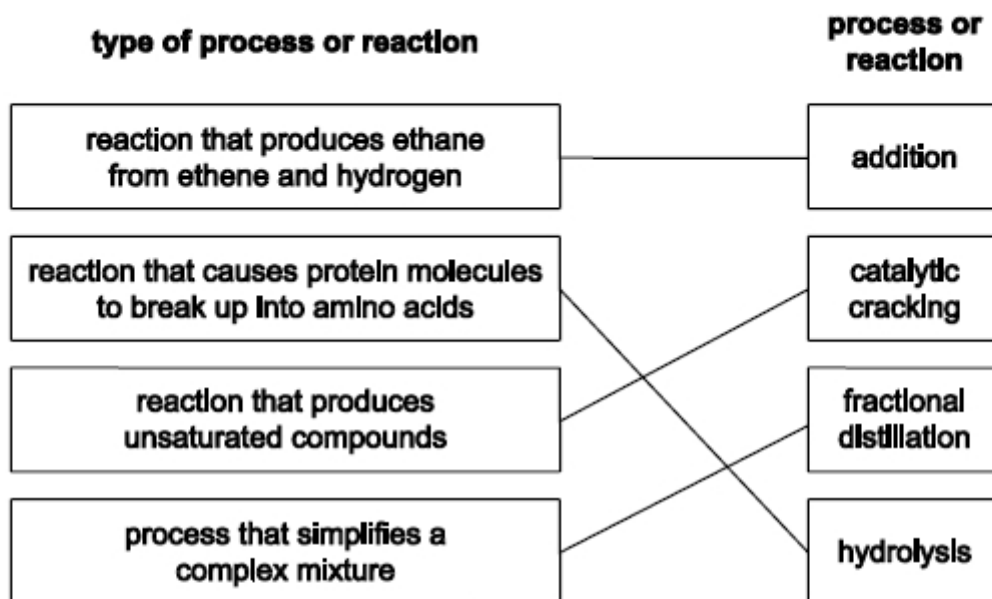 type of process or reaction
process or
reaction
reaction that produces ethane
from ethene and hydrogen
addition
reaction that causes protein molecules
to break up into amino acids
catalytic
cracking
reaction that produces
unsaturated compounds
fractional
distillation
process that simplifies a
complex mixture
hydrolysis